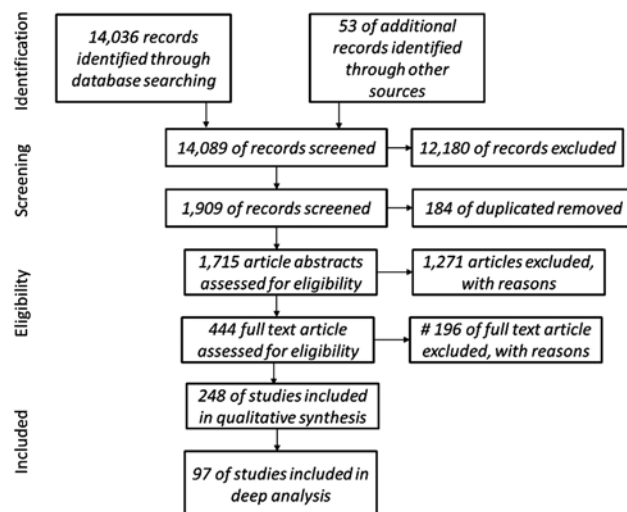 Identification
14,036 records
identified through
database searching
53 of additional
records identified
through other
sources
Screening
14,089 of records screened
12,180 of records excluded
1,909 of records screened
184 of duplicated removed
Eligibility
1,715 article abstracts
assessed for eligibility
1,271 articles excluded,
with reasons
444 full text article
assessed for eligibility
# 196 of full text article
excluded, with reasons
Included
248 of studies included
in qualitative synthesis
97 of studies included in
deep analysis